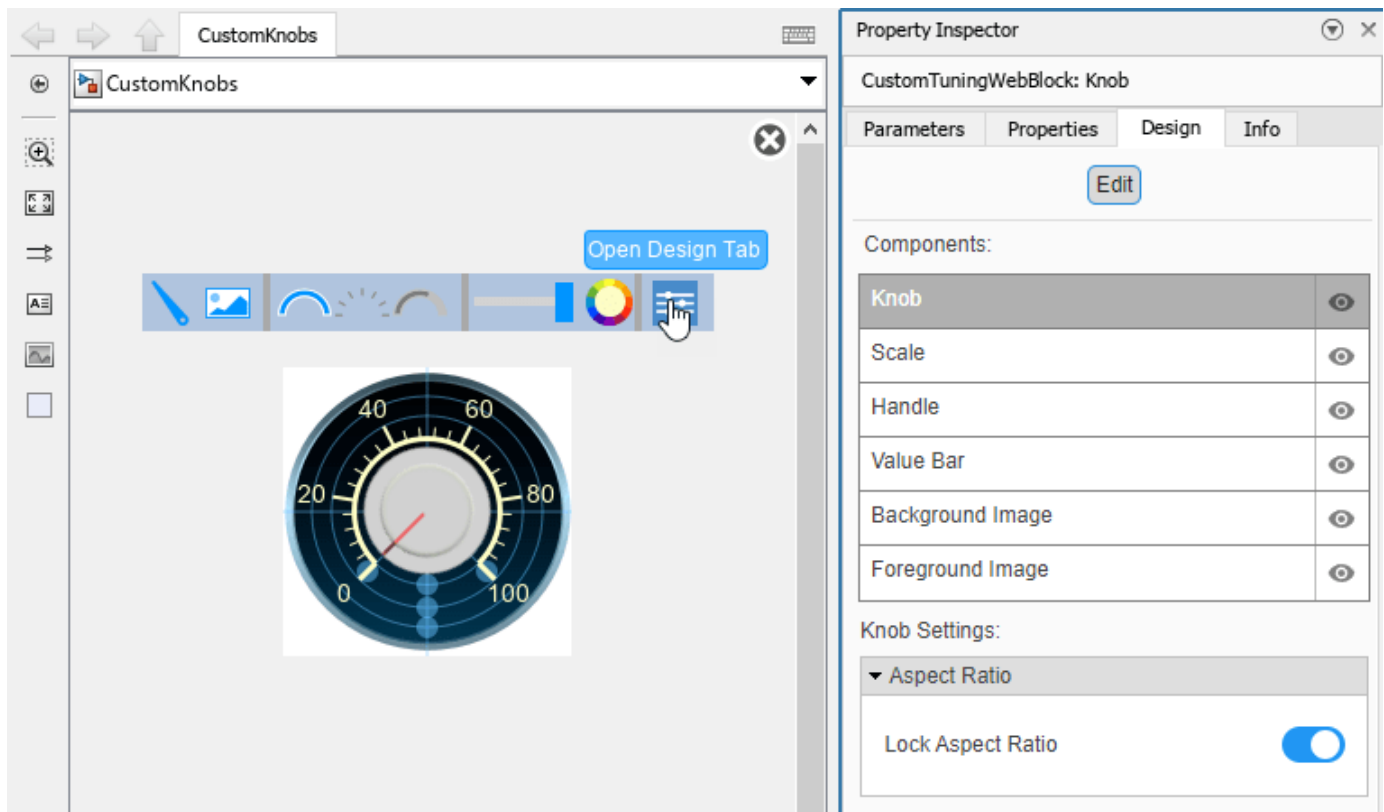 CustomKnobs
CustomKnobs
Open Design Tab
40 60
20 80
0 100
Property Inspector
CustomTuningWebBlock: Knob
Parameters Properties Design Info
Edit
Components:
Knob
Scale
Handle
Value Bar
Background Image
Foreground Image
Knob Settings:
Aspect Ratio
Lock Aspect Ratio